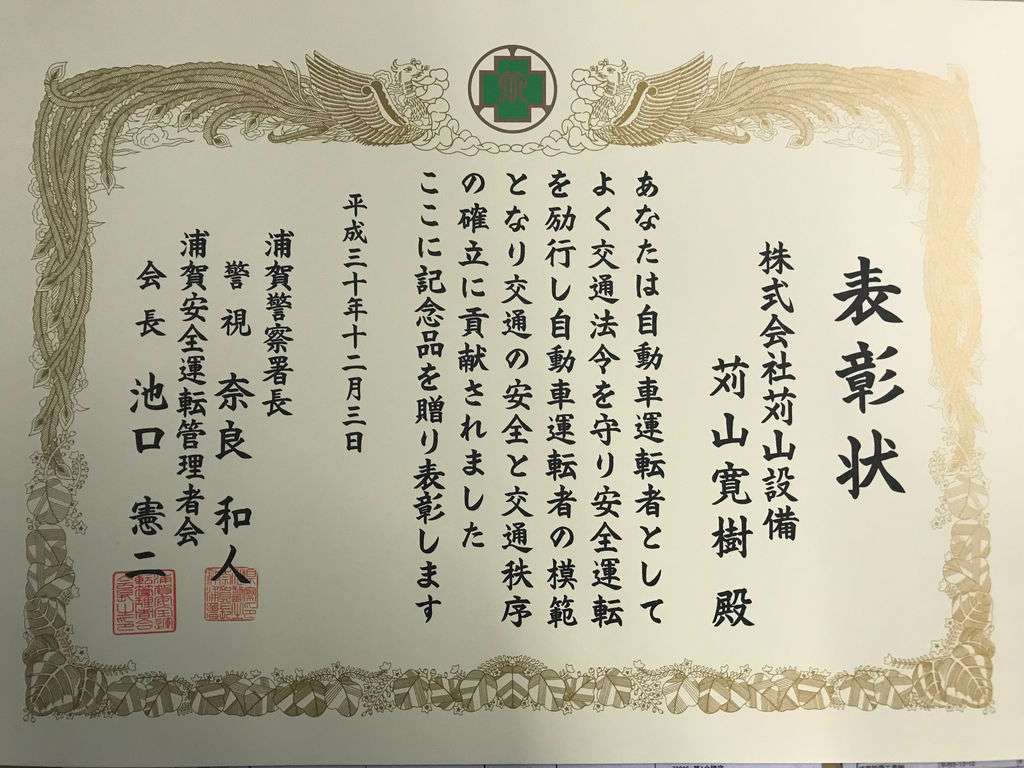 表彰状
株式会社苅山設備
苅山寛樹殿
あなたは自動車運転者として
よく交通法令を守り安全運転
を励行し自動車運転者の模範
となり交通の安全と交通秩序
の確立に貢献されました
ここに記念品を贈り表彰します
平成三十年十二月三日
浦賀警察署長
警視 奈良和人
浦賀安全運転管理者会
会長 池口憲二